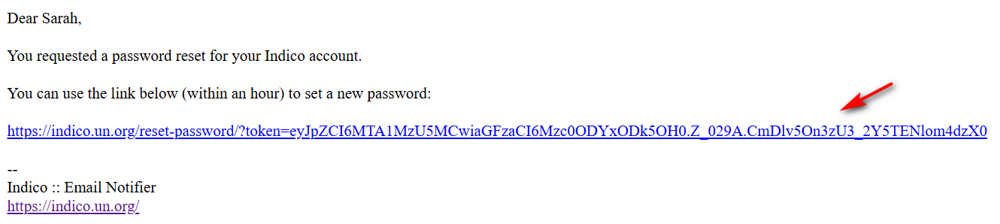 Dear Sarah,
You requested a password reset for your Indico account.
You can use the link below (within an hour) to set a new password:
https://indico.un.org/reset-password/?token=eyJpZCI6MTA1MzU5MCwiaGFzaCI6Mzc0ODYxODk5OH0.Z_029A.CmDlv5On3zU3_2Y5TENlom4dzX0
--
Indico :: Email Notifier
https://indico.un.org/